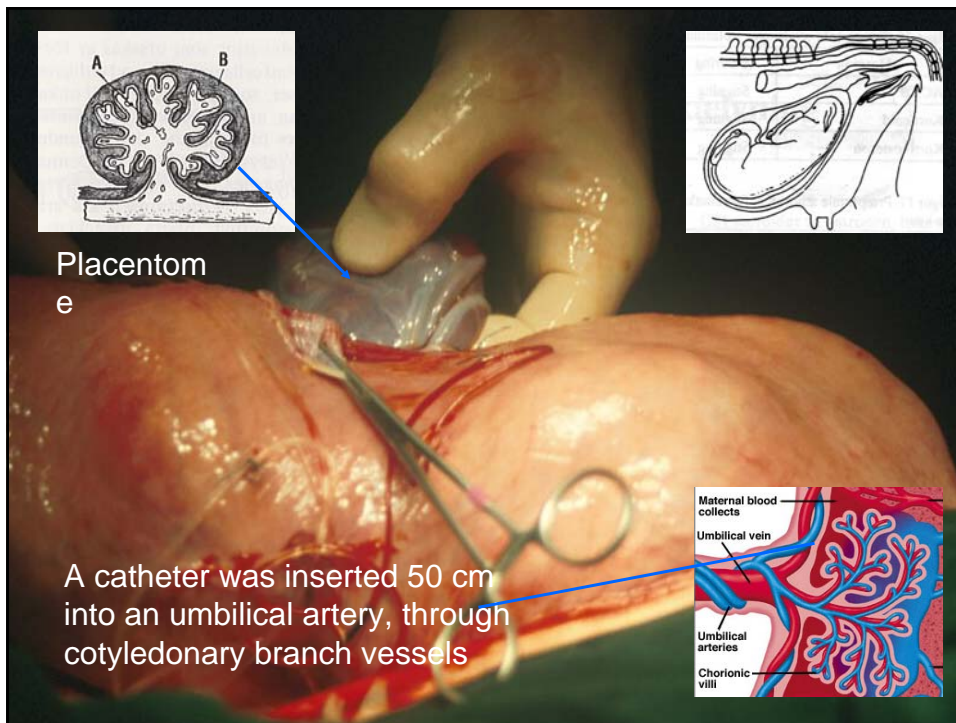 A B
Placentom
e
A catheter was inserted 50 cm
into an umbilical artery, through
cotyledonary branch vessels
Maternal blood
collects
Umbilical vein
Umbilical
arteries
Chorionic
villi